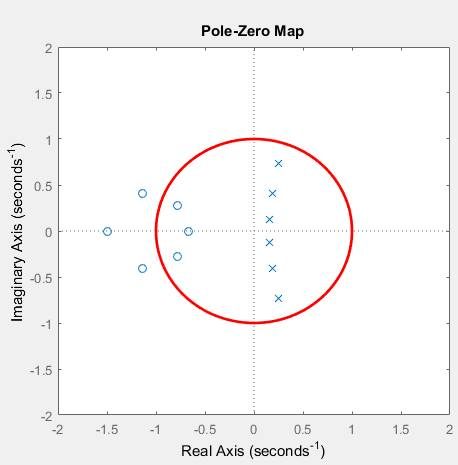 Pole-Zero Map
2
1.5
1
0.5
0
-0.5
-1
-1.5
-2
-2 -1.5 -1 -0.5 0 0.5 1 1.5 2
Imaginary Axis (seconds⁻¹)
Real Axis (seconds⁻¹)